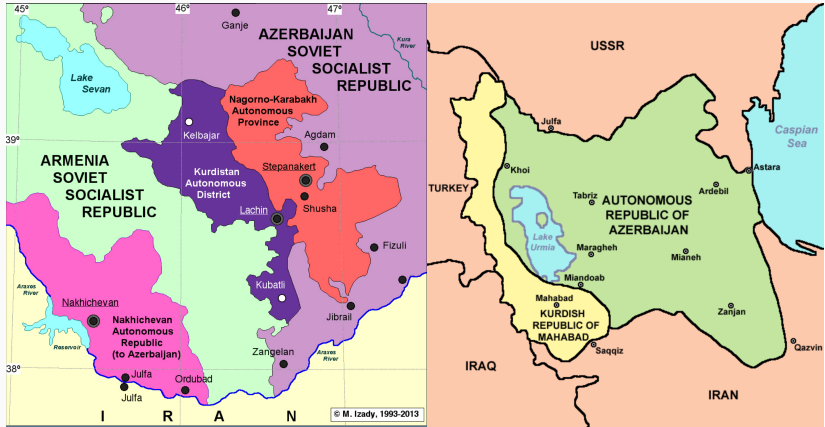 45°
46°
47°
Ganje
AZERBAIJAN
SOVIET
SOCIALIST
REPUBLIC
Kura
River
Lake
Sevan
Nagorno-Karabakh
Autonomous
Province
Kelbajar
Agdam
39°
ARMENIA
SOVIET
SOCIALIST
REPUBLIC
Kurdistan
Autonomous
District
Stepanakert
Lachin
Shusha
Fizuli
Araxes
River
Nakhichevan
Kubatli
Jibrail
Nakhichevan
Autonomous
Republic
(to Azerbaijan)
Reservoir
Zangelan
Araxes
River
38°
Julfa
Julfa
Ordubad
I R A N
© M. Izady, 1993-2013
USSR
Caspian
Sea
Julfa
Khoi
Astara
TURKEY
Ardebil
Tabriz
AUTONOMOUS
REPUBLIC OF
AZERBAIJAN
Lake
Urmia
Maragheh
Mianeh
Miandoab
Mahabad
KURDISH
REPUBLIC OF
MAHABAD
Zanjan
Saqqiz
Qazvin
IRAQ
IRAN